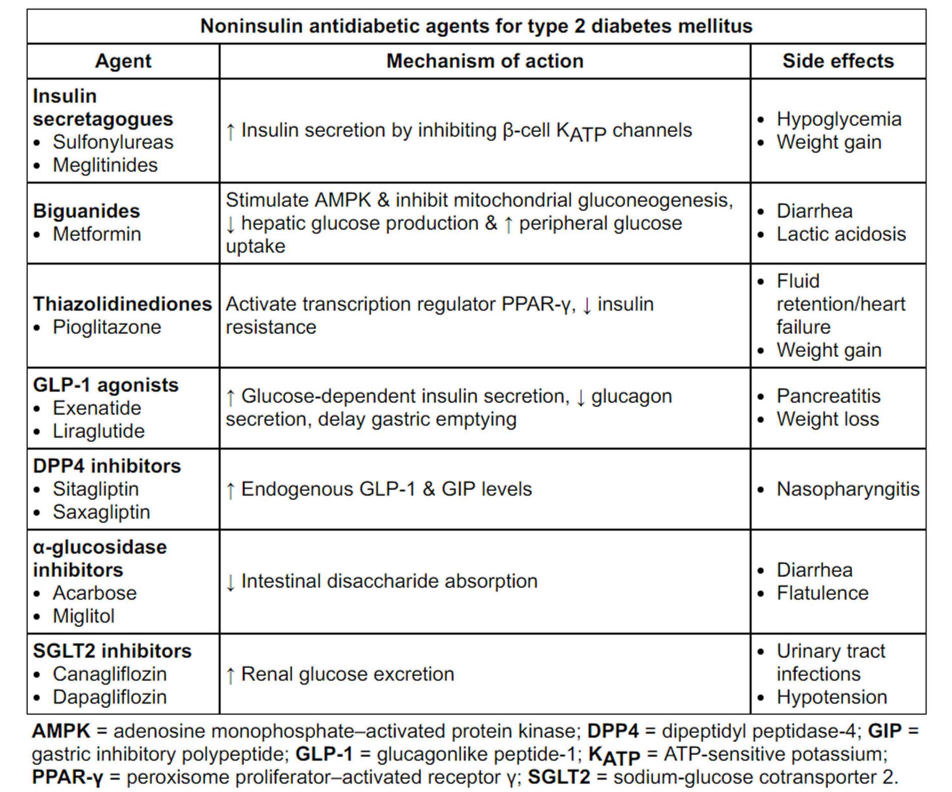 Noninsulin antidiabetic agents for type 2 diabetes mellitus
Agent Mechanism of action Side effects
Insulin
secretagogues
• Sulfonylureas
• Meglitinides
↑ Insulin secretion by inhibiting β-cell KATP channels
• Hypoglycemia
• Weight gain
Biguanides
• Metformin
Stimulate AMPK & inhibit mitochondrial gluconeogenesis,
↓ hepatic glucose production & ↑ peripheral glucose
uptake
• Diarrhea
• Lactic acidosis
Thiazolidinediones
• Pioglitazone
Activate transcription regulator PPAR-γ, ↓ insulin
resistance
• Fluid
retention/heart
failure
• Weight gain
GLP-1 agonists
• Exenatide
• Liraglutide
↑ Glucose-dependent insulin secretion, ↓ glucagon
secretion, delay gastric emptying
• Pancreatitis
• Weight loss
DPP4 inhibitors
• Sitagliptin
• Saxagliptin
↑ Endogenous GLP-1 & GIP levels
• Nasopharyngitis
α-glucosidase
inhibitors
• Acarbose
• Miglitol
↓ Intestinal disaccharide absorption
• Diarrhea
• Flatulence
SGLT2 inhibitors
• Canagliflozin
• Dapagliflozin
↑ Renal glucose excretion
• Urinary tract
infections
• Hypotension
AMPK = adenosine monophosphate–activated protein kinase; DPP4 = dipeptidyl peptidase-4; GIP =
gastric inhibitory polypeptide; GLP-1 = glucagonlike peptide-1; KATP = ATP-sensitive potassium;
PPAR-γ = peroxisome proliferator–activated receptor γ; SGLT2 = sodium-glucose cotransporter 2.